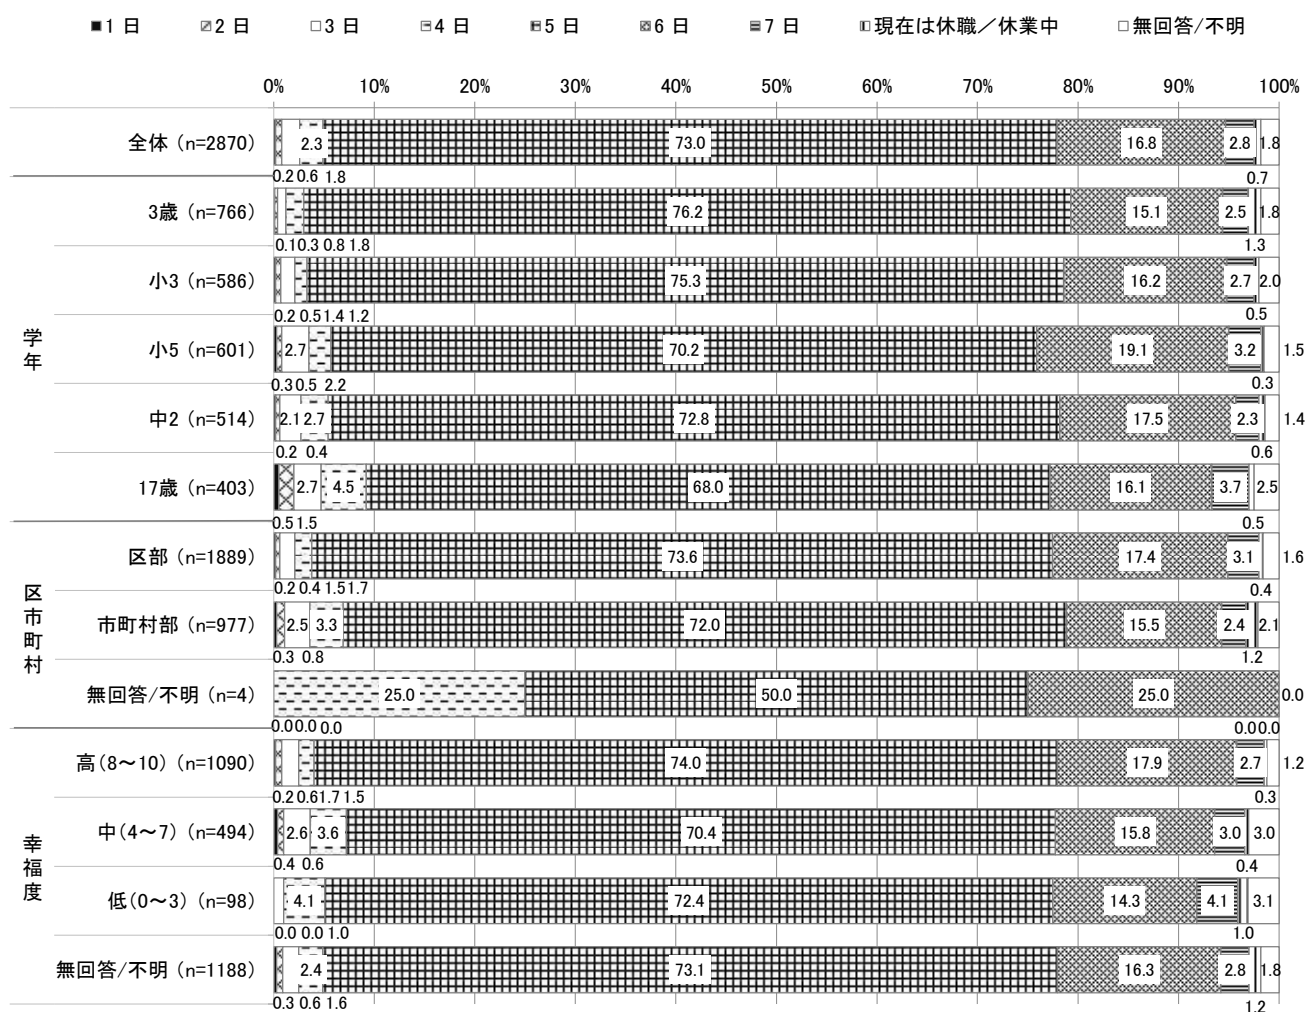 1 日 2 日 3 日 4 日 5 日 6 日 7 日 現在は休職／休業中 無回答/不明
0% 10% 20% 30% 40% 50% 60% 70% 80% 90% 100%
全体 (n=2870) 2.3 73.0 16.8 2.8 1.8
0.2 0.6 1.8 0.7
3歳 (n=766) 76.2 15.1 2.5 1.8
0.1 0.3 0.8 1.8 1.3
小3 (n=586) 75.3 16.2 2.7 2.0
0.2 0.5 1.4 1.2 0.5
学年
小5 (n=601) 2.7 70.2 19.1 3.2 1.5
0.3 0.5 2.2 0.3
中2 (n=514) 2.1 2.7 72.8 17.5 2.3 1.4
0.2 0.4 0.6
17歳 (n=403) 2.7 4.5 68.0 16.1 3.7 2.5
0.5 1.5 0.5
区部 (n=1889) 73.6 17.4 3.1 1.6
0.2 0.4 1.5 1.7 0.4
区市町村
市町村部 (n=977) 2.5 3.3 72.0 15.5 2.4 2.1
0.3 0.8 1.2
無回答/不明 (n=4) 25.0 50.0 25.0 0.0
0.0 0.0 0.0 0.0 0.0
高(8～10) (n=1090) 74.0 17.9 2.7 1.2
0.2 0.6 1.7 1.5 0.3
幸福度
中(4～7) (n=494) 2.6 3.6 70.4 15.8 3.0 3.0
0.4 0.6 0.4
低(0～3) (n=98) 4.1 72.4 14.3 4.1 3.1
0.0 0.0 1.0 1.0
無回答/不明 (n=1188) 2.4 73.1 16.3 2.8 1.8
0.3 0.6 1.6 1.2